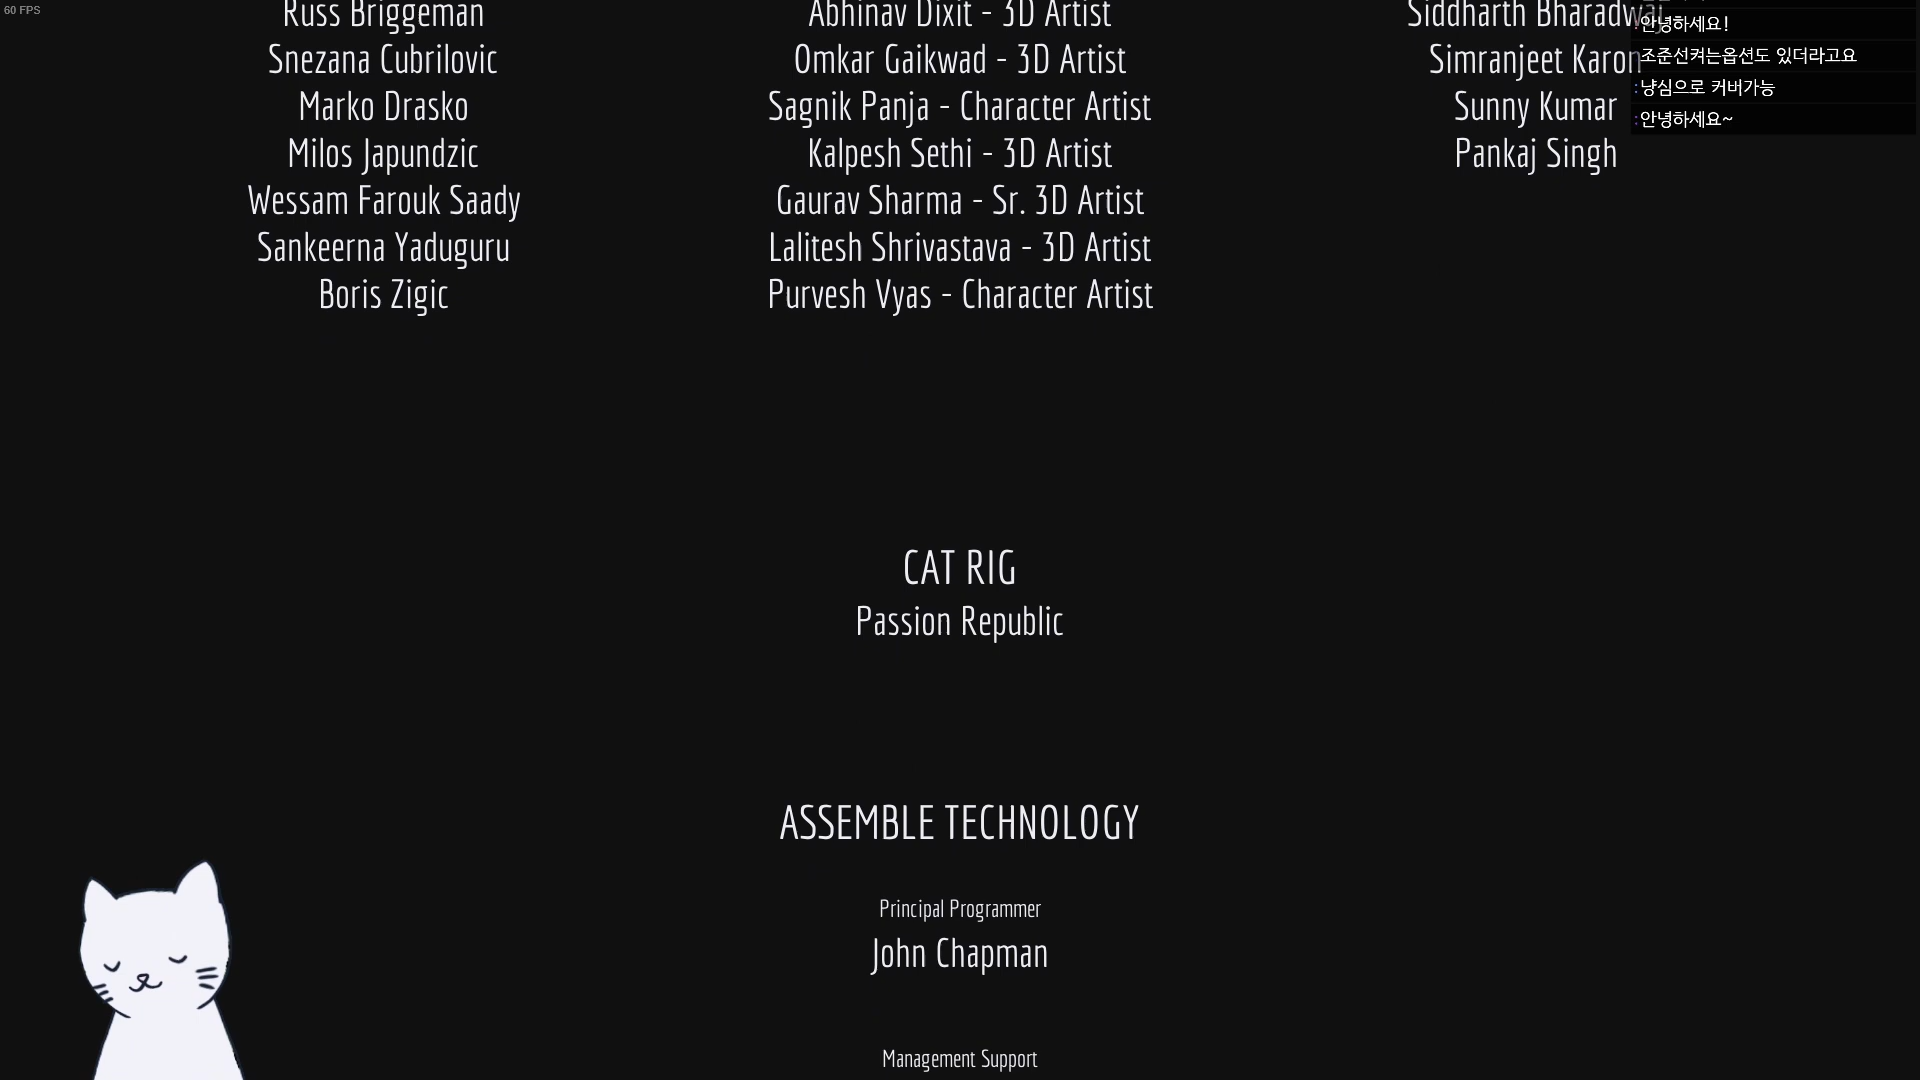 60 FPS
Russ Briggeman
Snezana Cubrilovic
Marko Drasko
Milos Japundzic
Wessam Farouk Saady
Sankeerna Yaduguru
Boris Zigic
Abhinav Dixit - 3D Artist
Omkar Gaikwad - 3D Artist
Sagnik Panja - Character Artist
Kalpesh Sethi - 3D Artist
Gaurav Sharma - Sr. 3D Artist
Lalitesh Shrivastava - 3D Artist
Purvesh Vyas - Character Artist
Siddharth Bharadwaj
Simranjeet Karon
Sunny Kumar
Pankaj Singh
:안녕하세요!
조준선켜는옵션도 있더라고요
:냥심으로 커버가능
:안녕하세요~
CAT RIG
Passion Republic
ASSEMBLE TECHNOLOGY
Principal Programmer
John Chapman
Management Support